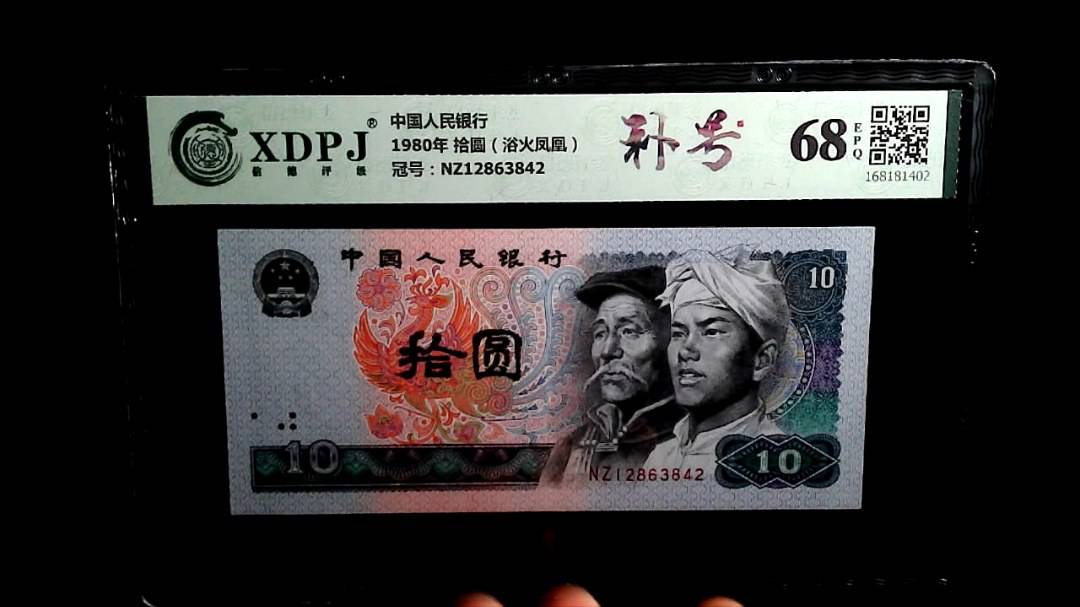 XDPJ®
信德评级
中国人民银行
1980年 拾圆（浴火凤凰）
冠号：NZ12863842
补号
68
EPQ
168181402
中國人民銀行
10
拾圆
10
NZ12863842
10